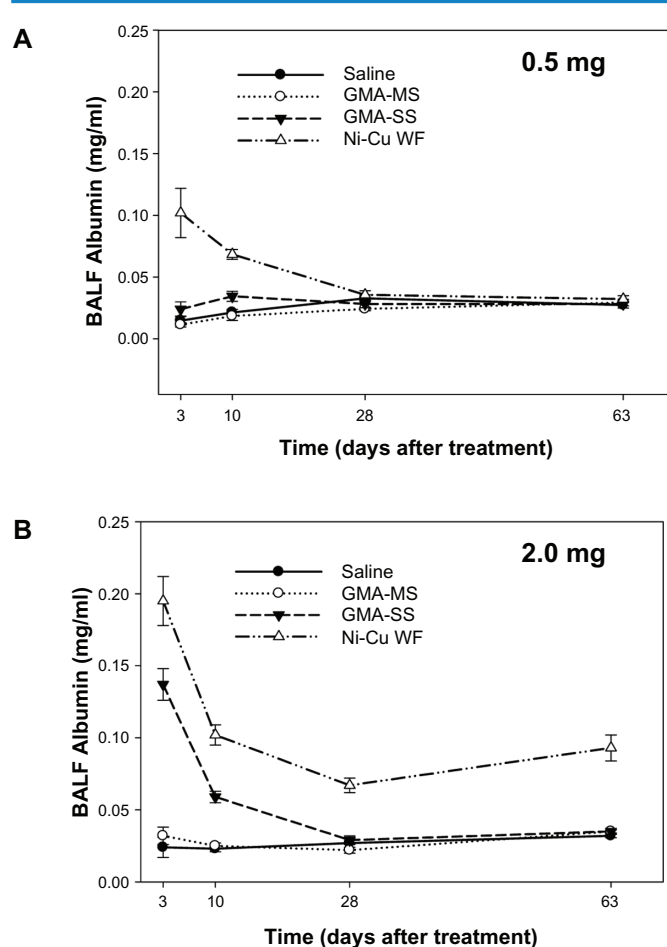 A
0.5 mg
Saline
GMA-MS
GMA-SS
Ni-Cu WF
BALF Albumin (mg/ml)
0.25
0.20
0.15
0.10
0.05
0.00
3 10 28 63
Time (days after treatment)
B
2.0 mg
Saline
GMA-MS
GMA-SS
Ni-Cu WF
BALF Albumin (mg/ml)
0.25
0.20
0.15
0.10
0.05
0.00
3 10 28 63
Time (days after treatment)